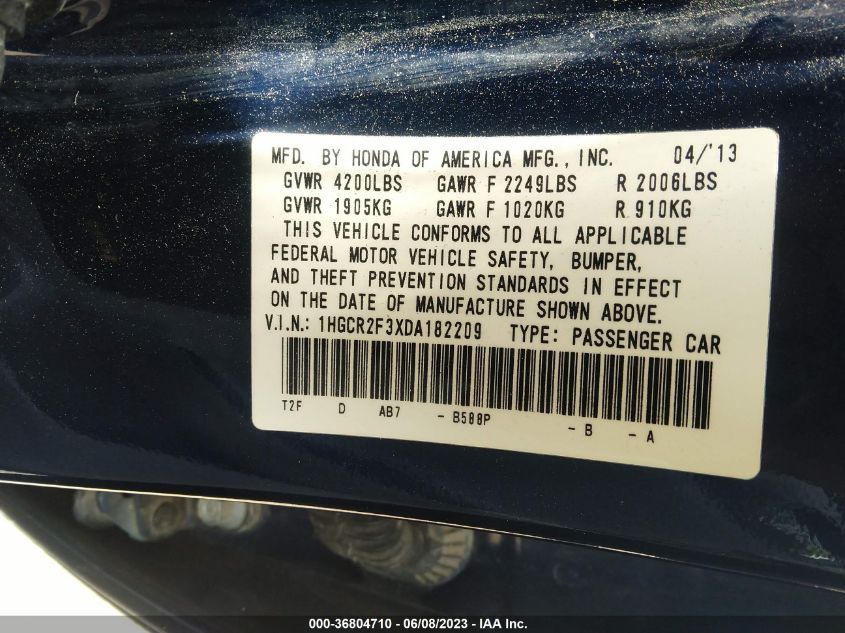 MFD. BY HONDA OF AMERICA MFG., INC. 04/'13
GVWR 4200LBS GAWR F 2249LBS R 2006LBS
GVWR 1905KG GAWR F 1020KG R 910KG
THIS VEHICLE CONFORMS TO ALL APPLICABLE
FEDERAL MOTOR VEHICLE SAFETY, BUMPER,
AND THEFT PREVENTION STANDARDS IN EFFECT
ON THE DATE OF MANUFACTURE SHOWN ABOVE.
V.I.N.: 1HGCR2F3XDA182209 TYPE: PASSENGER CAR
T2F D AB7 - B588P - B - A
000-36804710 - 06/08/2023 - IAA Inc.